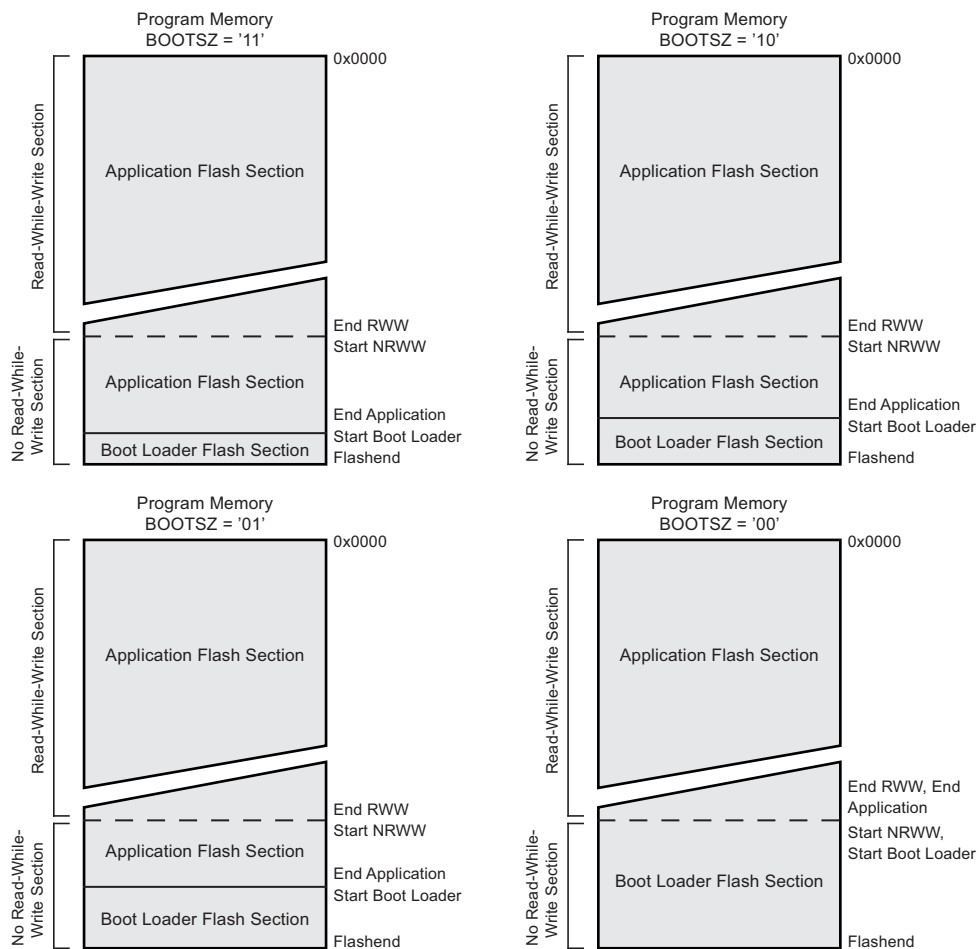 Program Memory
BOOTSZ = '11'
0x0000
Read-While-Write Section
Application Flash Section
End RWW
Start NRWW
No Read-While-
Write Section
Application Flash Section
End Application
Start Boot Loader
Boot Loader Flash Section
Flashend
Program Memory
BOOTSZ = '10'
0x0000
Read-While-Write Section
Application Flash Section
End RWW
Start NRWW
No Read-While-
Write Section
Application Flash Section
End Application
Start Boot Loader
Boot Loader Flash Section
Flashend
Program Memory
BOOTSZ = '01'
0x0000
Read-While-Write Section
Application Flash Section
End RWW
Start NRWW
No Read-While-
Write Section
Application Flash Section
End Application
Start Boot Loader
Boot Loader Flash Section
Flashend
Program Memory
BOOTSZ = '00'
0x0000
Read-While-Write Section
Application Flash Section
End RWW, End
Application
Start NRWW,
Start Boot Loader
No Read-While-
Write Section
Boot Loader Flash Section
Flashend